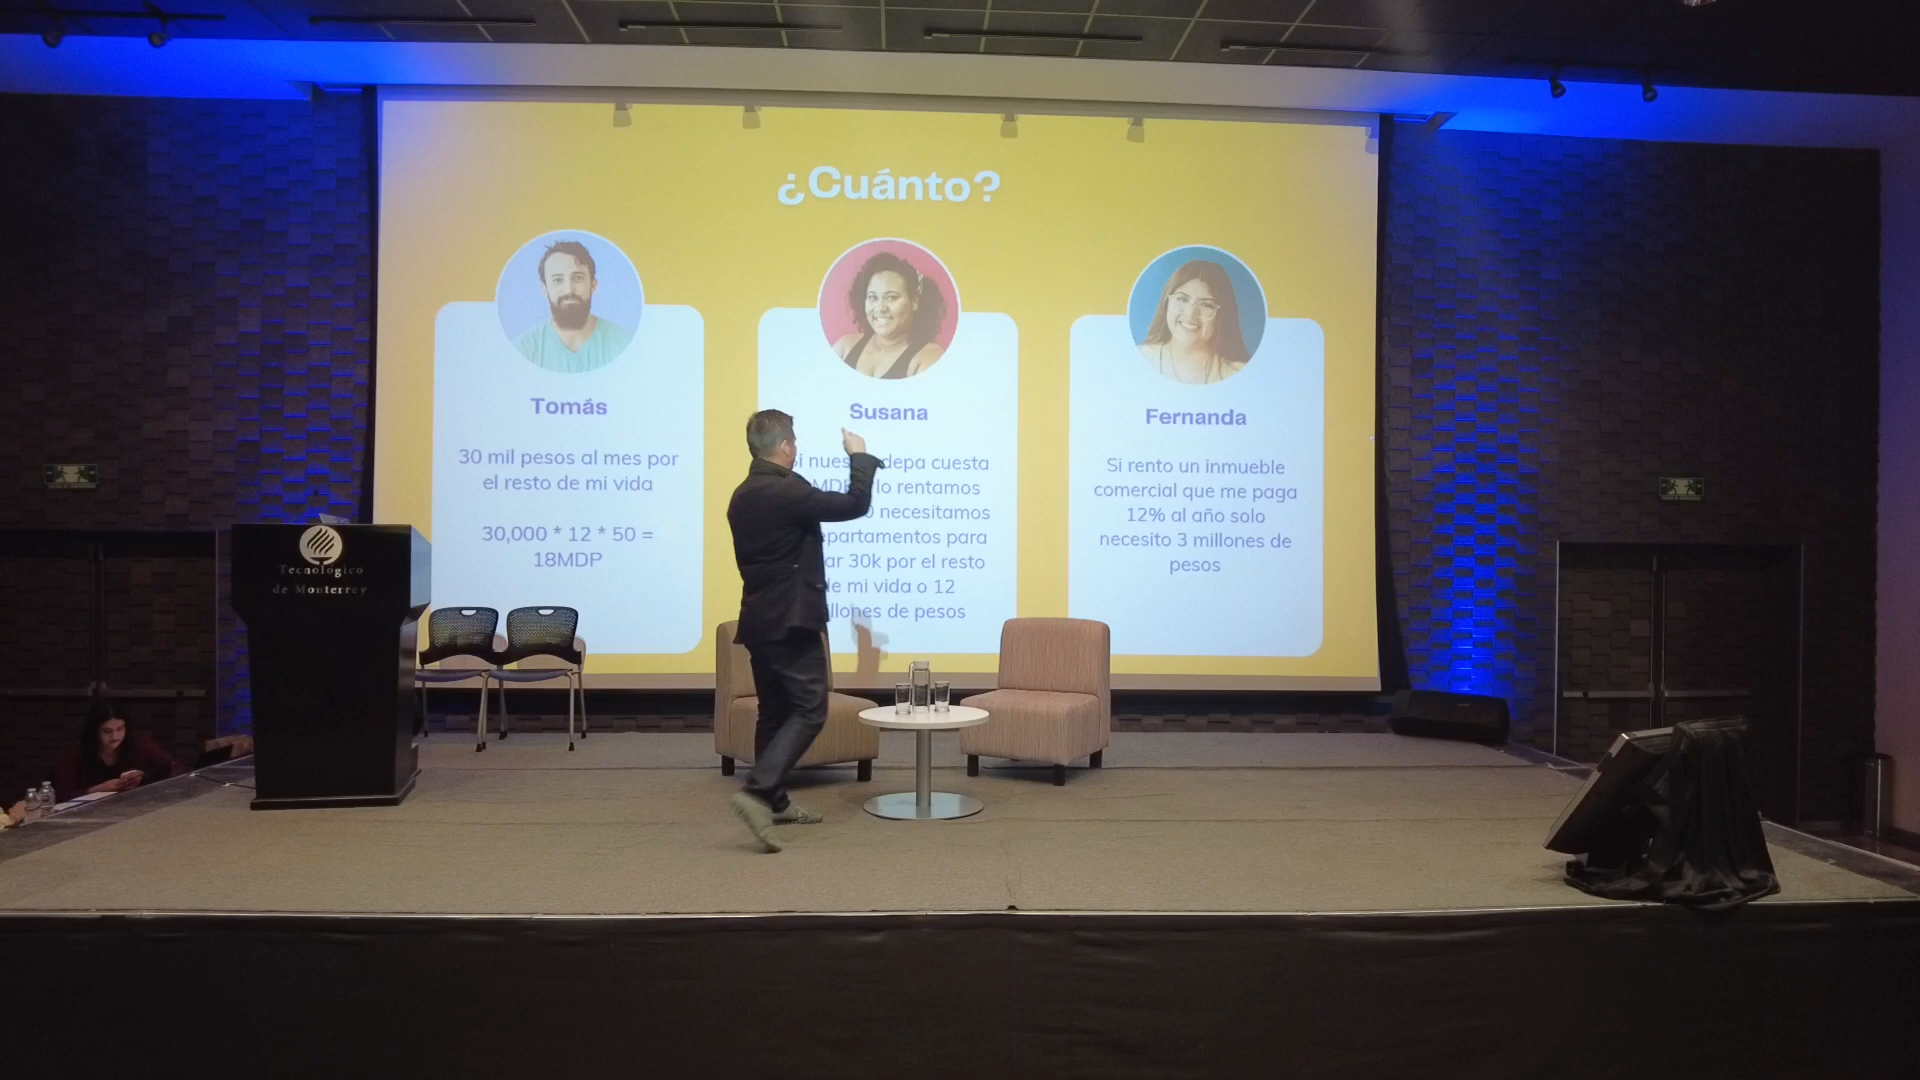 ¿Cuánto?
Tomás
30 mil pesos al mes por
el resto de mi vida
30,000 * 12 * 50 =
18MDP
Susana
depa cuesta
lo rentamos
necesitamos
para
30k por el resto
de mi vida o 12
de pesos
Fernanda
Si rento un inmueble
comercial que me paga
12% al año solo
necesito 3 millones de
pesos
Tecnológico
de Monterrey